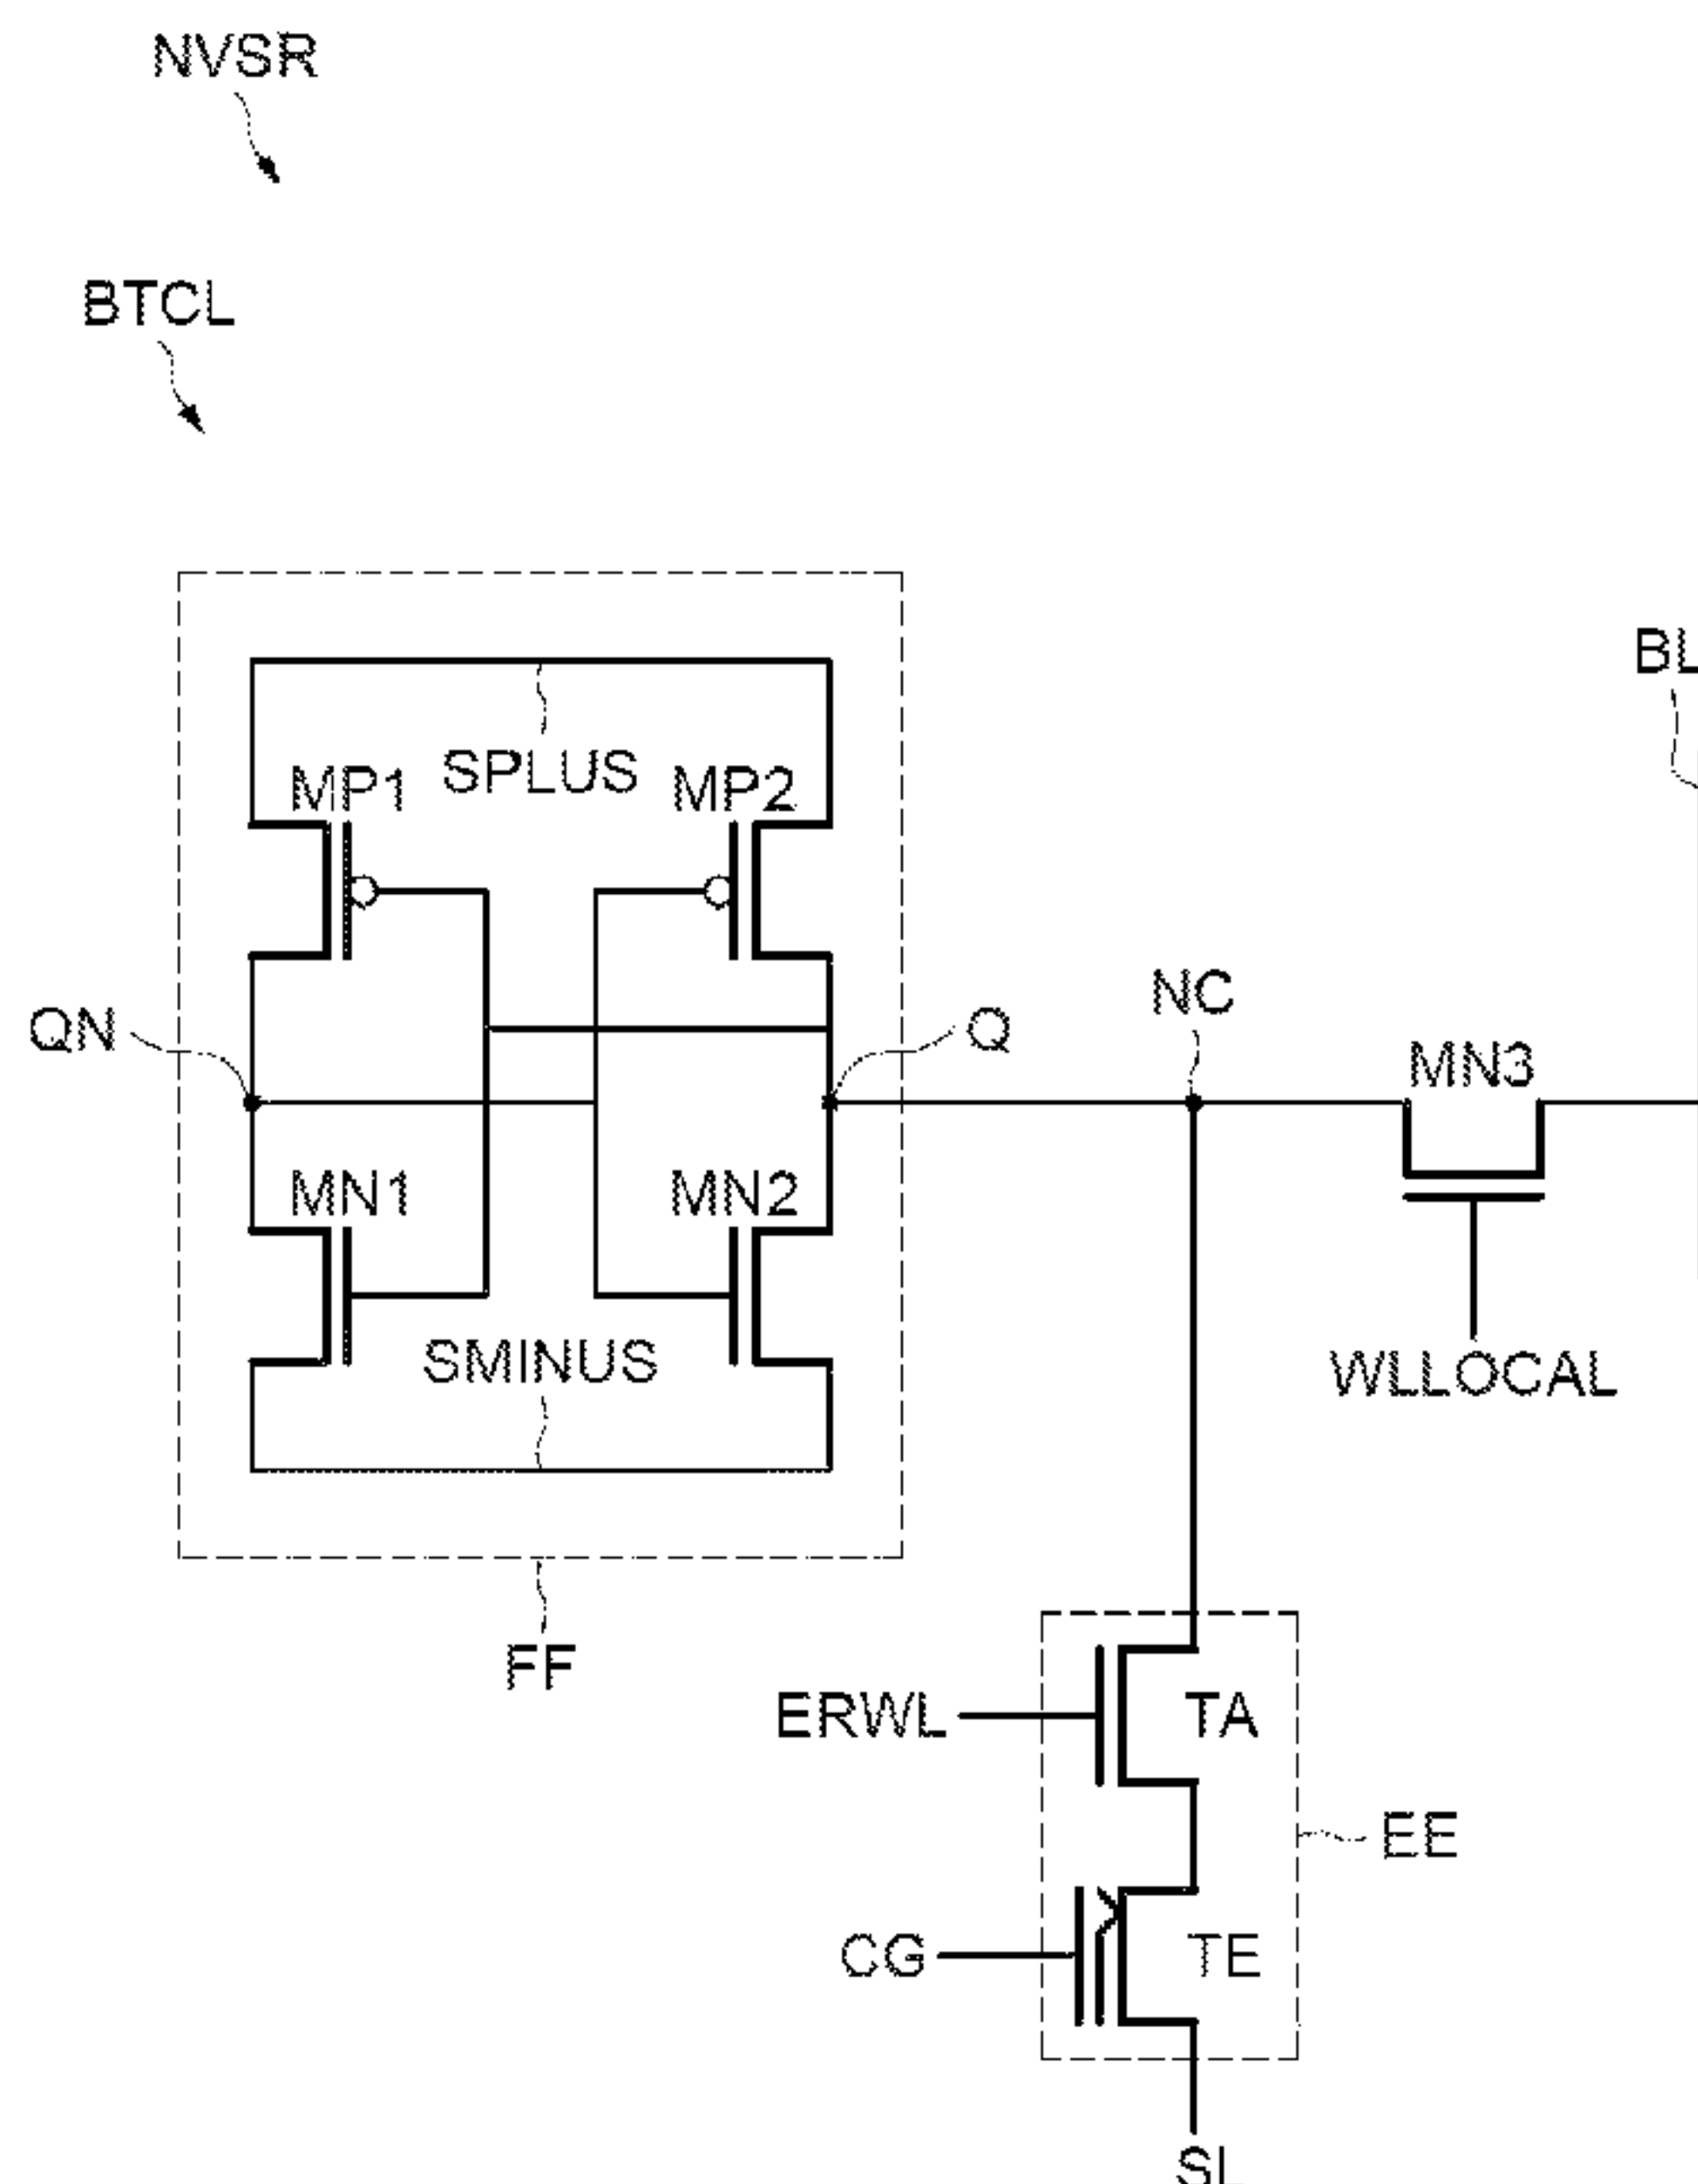 NVSR
BTCL
BL
SPLUS
MP1
MP2
QN
Q
NC
MN3
MN1
MN2
SMINUS
WLLOCAL
FF
ERWL
TA
EE
CG
TE
SL